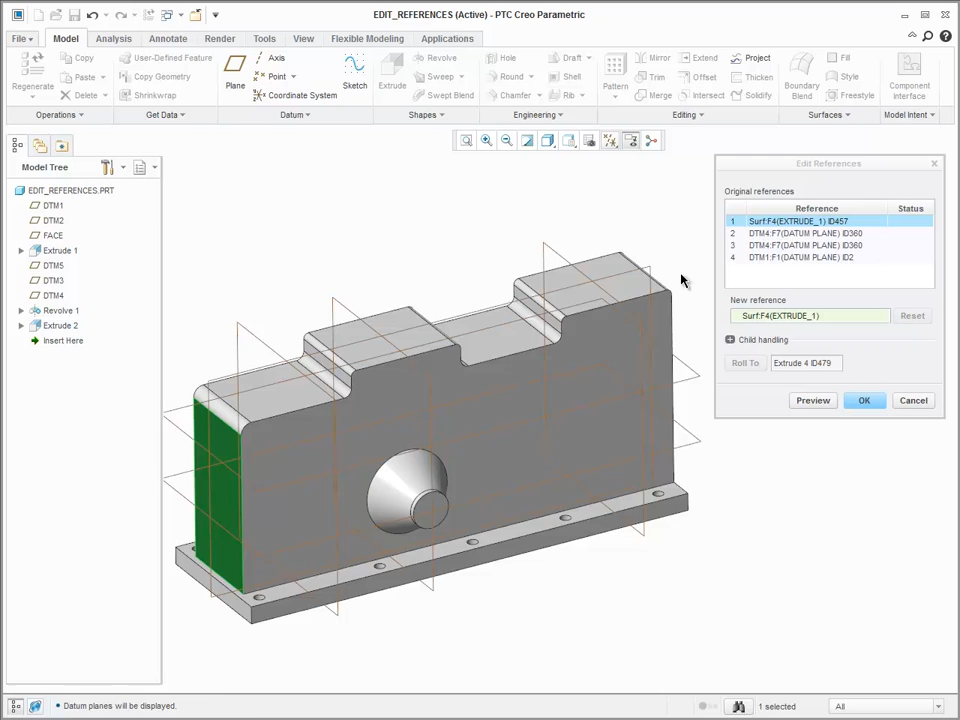 EDIT_REFERENCES (Active) - PTC Creo Parametric
File Model Analysis Annotate Render Tools View Flexible Modeling Applications
Regenerate Copy Paste Delete
User-Defined Feature Copy Geometry Shrinkwrap
Plane Axis Point Coordinate System Sketch
Extrude Revolve Sweep Swept Blend
Hole Round Chamfer Draft Shell Rib
Pattern Mirror Trim Merge Extend Offset Intersect Project Thicken Solidify
Boundary Blend Fill Style Freestyle
Component Interface
Operations Get Data Datum Shapes Engineering Editing Surfaces Model Intent
Model Tree
EDIT_REFERENCES.PRT
DTM1
DTM2
FACE
Extrude 1
DTM5
DTM3
DTM4
Revolve 1
Extrude 2
Insert Here
Edit References
Original references
Reference Status
1 Surf:F4(EXTRUDE_1) ID457
2 DTM4:F7(DATUM PLANE) ID360
3 DTM4:F7(DATUM PLANE) ID360
4 DTM1:F1(DATUM PLANE) ID2
New reference
Surf:F4(EXTRUDE_1) Reset
Child handling
Roll To Extrude 4 ID479
Preview OK Cancel
• Datum planes will be displayed.
1 selected
All